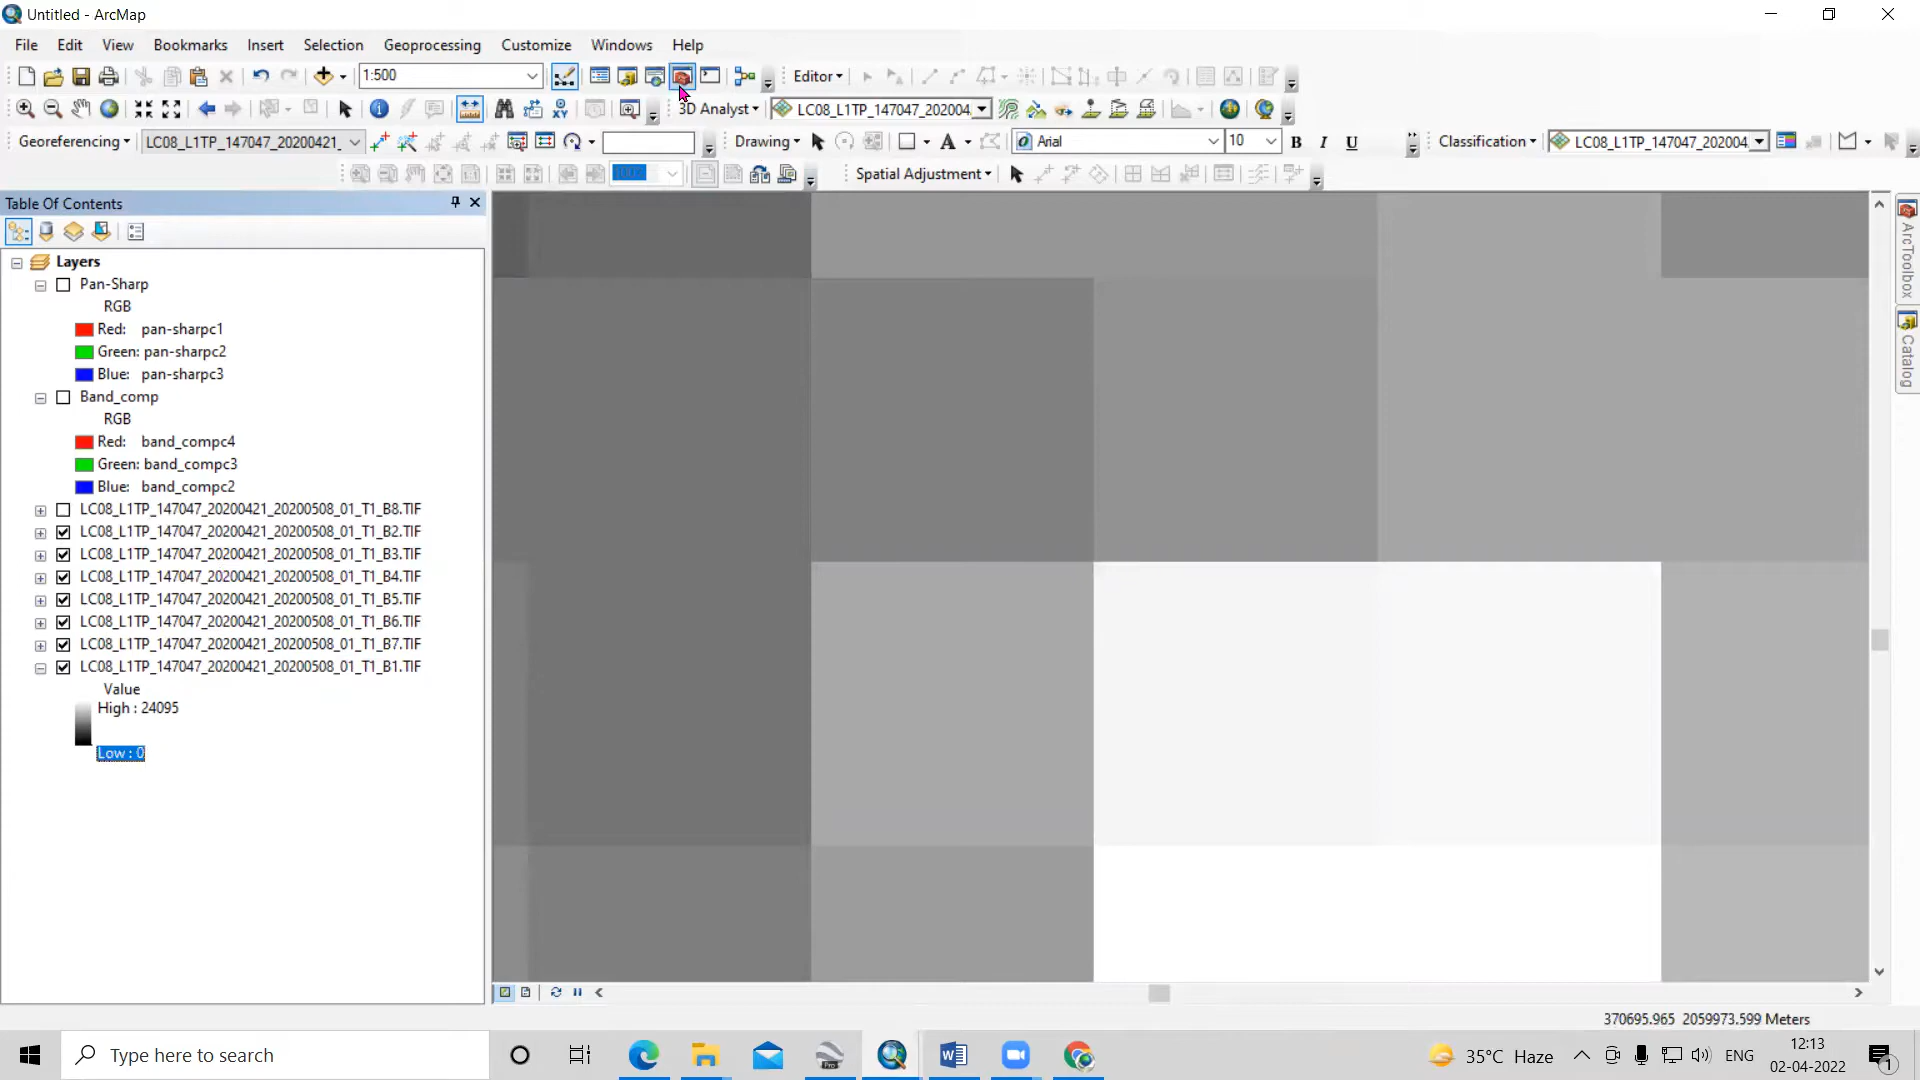 Untitled - ArcMap
File Edit View Bookmarks Insert Selection Geoprocessing Customize Windows Help
1:500 Editor
3D Analyst LC08_L1TP_147047_202004
Georeferencing LC08_L1TP_147047_20200421_ Drawing A Arial 10 B I U Classification LC08_L1TP_147047_202004
100% Spatial Adjustment
Table Of Contents
Layers
Pan-Sharp
RGB
Red: pan-sharpc1
Green: pan-sharpc2
Blue: pan-sharpc3
Band_comp
RGB
Red: band_compc4
Green: band_compc3
Blue: band_compc2
LC08_L1TP_147047_20200421_20200508_01_T1_B8.TIF
LC08_L1TP_147047_20200421_20200508_01_T1_B2.TIF
LC08_L1TP_147047_20200421_20200508_01_T1_B3.TIF
LC08_L1TP_147047_20200421_20200508_01_T1_B4.TIF
LC08_L1TP_147047_20200421_20200508_01_T1_B5.TIF
LC08_L1TP_147047_20200421_20200508_01_T1_B6.TIF
LC08_L1TP_147047_20200421_20200508_01_T1_B7.TIF
LC08_L1TP_147047_20200421_20200508_01_T1_B1.TIF
Value
High : 24095
Low : 0
ArcToolbox
Catalog
370695.965 2059973.599 Meters
Type here to search
Pro
35°C Haze
ENG
12:13
02-04-2022
1